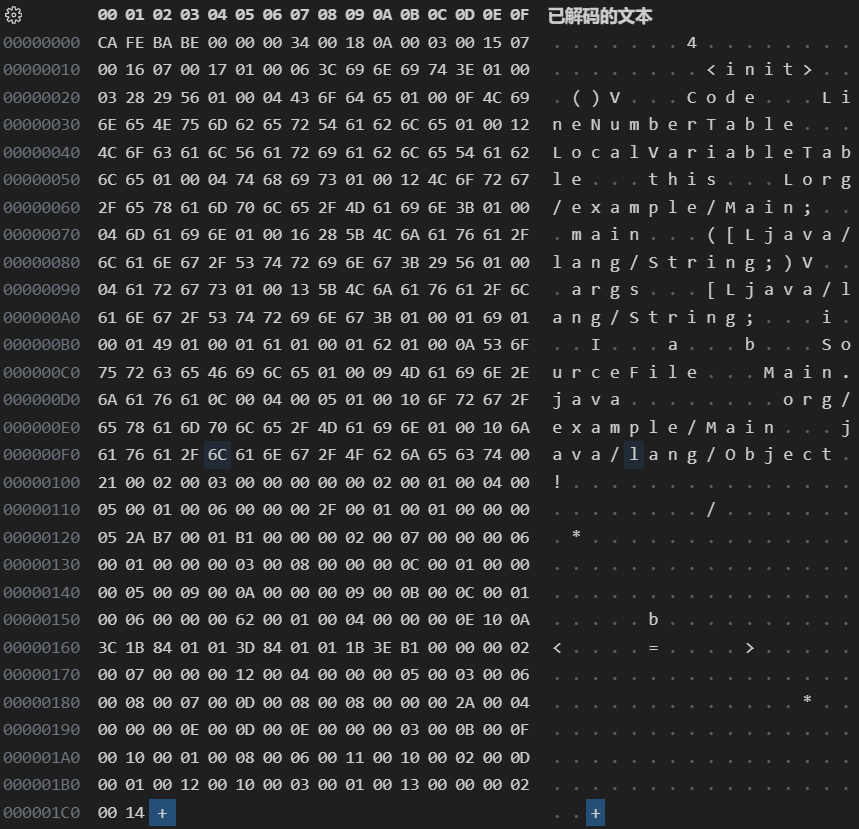 00 01 02 03 04 05 06 07 08 09 0A 0B 0C 0D 0E 0F 已解码的文本
00000000 CA FE BA BE 00 00 00 34 00 18 0A 00 03 00 15 07 . . . . . . . 4 . . . . . . . .
00000010 00 16 07 00 17 01 00 06 3C 69 6E 69 74 3E 01 00 . . . . . . . . < i n i t > . .
00000020 03 28 29 56 01 00 04 43 6F 64 65 01 00 0F 4C 69 . ( ) V . . . C o d e . . . L i
00000030 6E 65 4E 75 6D 62 65 72 54 61 62 6C 65 01 00 12 n e N u m b e r T a b l e . . .
00000040 4C 6F 63 61 6C 56 61 72 69 61 62 6C 65 54 61 62 L o c a l V a r i a b l e T a b
00000050 6C 65 01 00 04 74 68 69 73 01 00 12 4C 6F 72 67 l e . . . t h i s . . . L o r g
00000060 2F 65 78 61 6D 70 6C 65 2F 4D 61 69 6E 3B 01 00 / e x a m p l e / M a i n ; . .
00000070 04 6D 61 69 6E 01 00 16 28 5B 4C 6A 61 76 61 2F . m a i n . . . ( [ L j a v a /
00000080 6C 61 6E 67 2F 53 74 72 69 6E 67 3B 29 56 01 00 l a n g / S t r i n g ; ) V . .
00000090 04 61 72 67 73 01 00 13 5B 4C 6A 61 76 61 2F 6C . a r g s . . . [ L j a v a / l
000000A0 61 6E 67 2F 53 74 72 69 6E 67 3B 01 00 01 69 01 a n g / S t r i n g ; . . . i .
000000B0 00 01 49 01 00 01 61 01 00 01 62 01 00 0A 53 6F . . I . . . a . . . b . . . S o
000000C0 75 72 63 65 46 69 6C 65 01 00 09 4D 61 69 6E 2E u r c e F i l e . . . M a i n .
000000D0 6A 61 76 61 0C 00 04 00 05 01 00 10 6F 72 67 2F j a v a . . . . . . . . o r g /
000000E0 65 78 61 6D 70 6C 65 2F 4D 61 69 6E 01 00 10 6A e x a m p l e / M a i n . . . j
000000F0 61 76 61 2F 6C 61 6E 67 2F 4F 62 6A 65 63 74 00 a v a / l a n g / O b j e c t .
00000100 21 00 02 00 03 00 00 00 00 00 02 00 01 00 04 00 ! . . . . . . . . . . . . . . .
00000110 05 00 01 00 06 00 00 00 2F 00 01 00 01 00 00 00 . . . . . . . . / . . . . . . .
00000120 05 2A B7 00 01 B1 00 00 00 02 00 07 00 00 00 06 . * . . . . . . . . . . . . . .
00000130 00 01 00 00 00 03 00 08 00 00 00 0C 00 01 00 00 . . . . . . . . . . . . . . . .
00000140 00 05 00 09 00 0A 00 00 00 09 00 0B 00 0C 00 01 . . . . . . . . . . . . . . . .
00000150 00 06 00 00 00 62 00 01 00 04 00 00 00 0E 10 0A . . . . . b . . . . . . . . . .
00000160 3C 1B 84 01 01 3D 84 01 01 1B 3E B1 00 00 00 02 < . . . . = . . . . > . . . . .
00000170 00 07 00 00 00 12 00 04 00 00 00 05 00 03 00 06 . . . . . . . . . . . . . . . .
00000180 00 08 00 07 00 0D 00 08 00 08 00 00 00 2A 00 04 . . . . . . . . . . . . . * . .
00000190 00 00 00 0E 00 0D 00 0E 00 00 00 03 00 0B 00 0F . . . . . . . . . . . . . . . .
000001A0 00 10 00 01 00 08 00 06 00 11 00 10 00 02 00 0D . . . . . . . . . . . . . . . .
000001B0 00 01 00 12 00 10 00 03 00 01 00 13 00 00 00 02 . . . . . . . . . . . . . . . .
000001C0 00 14 + . . +